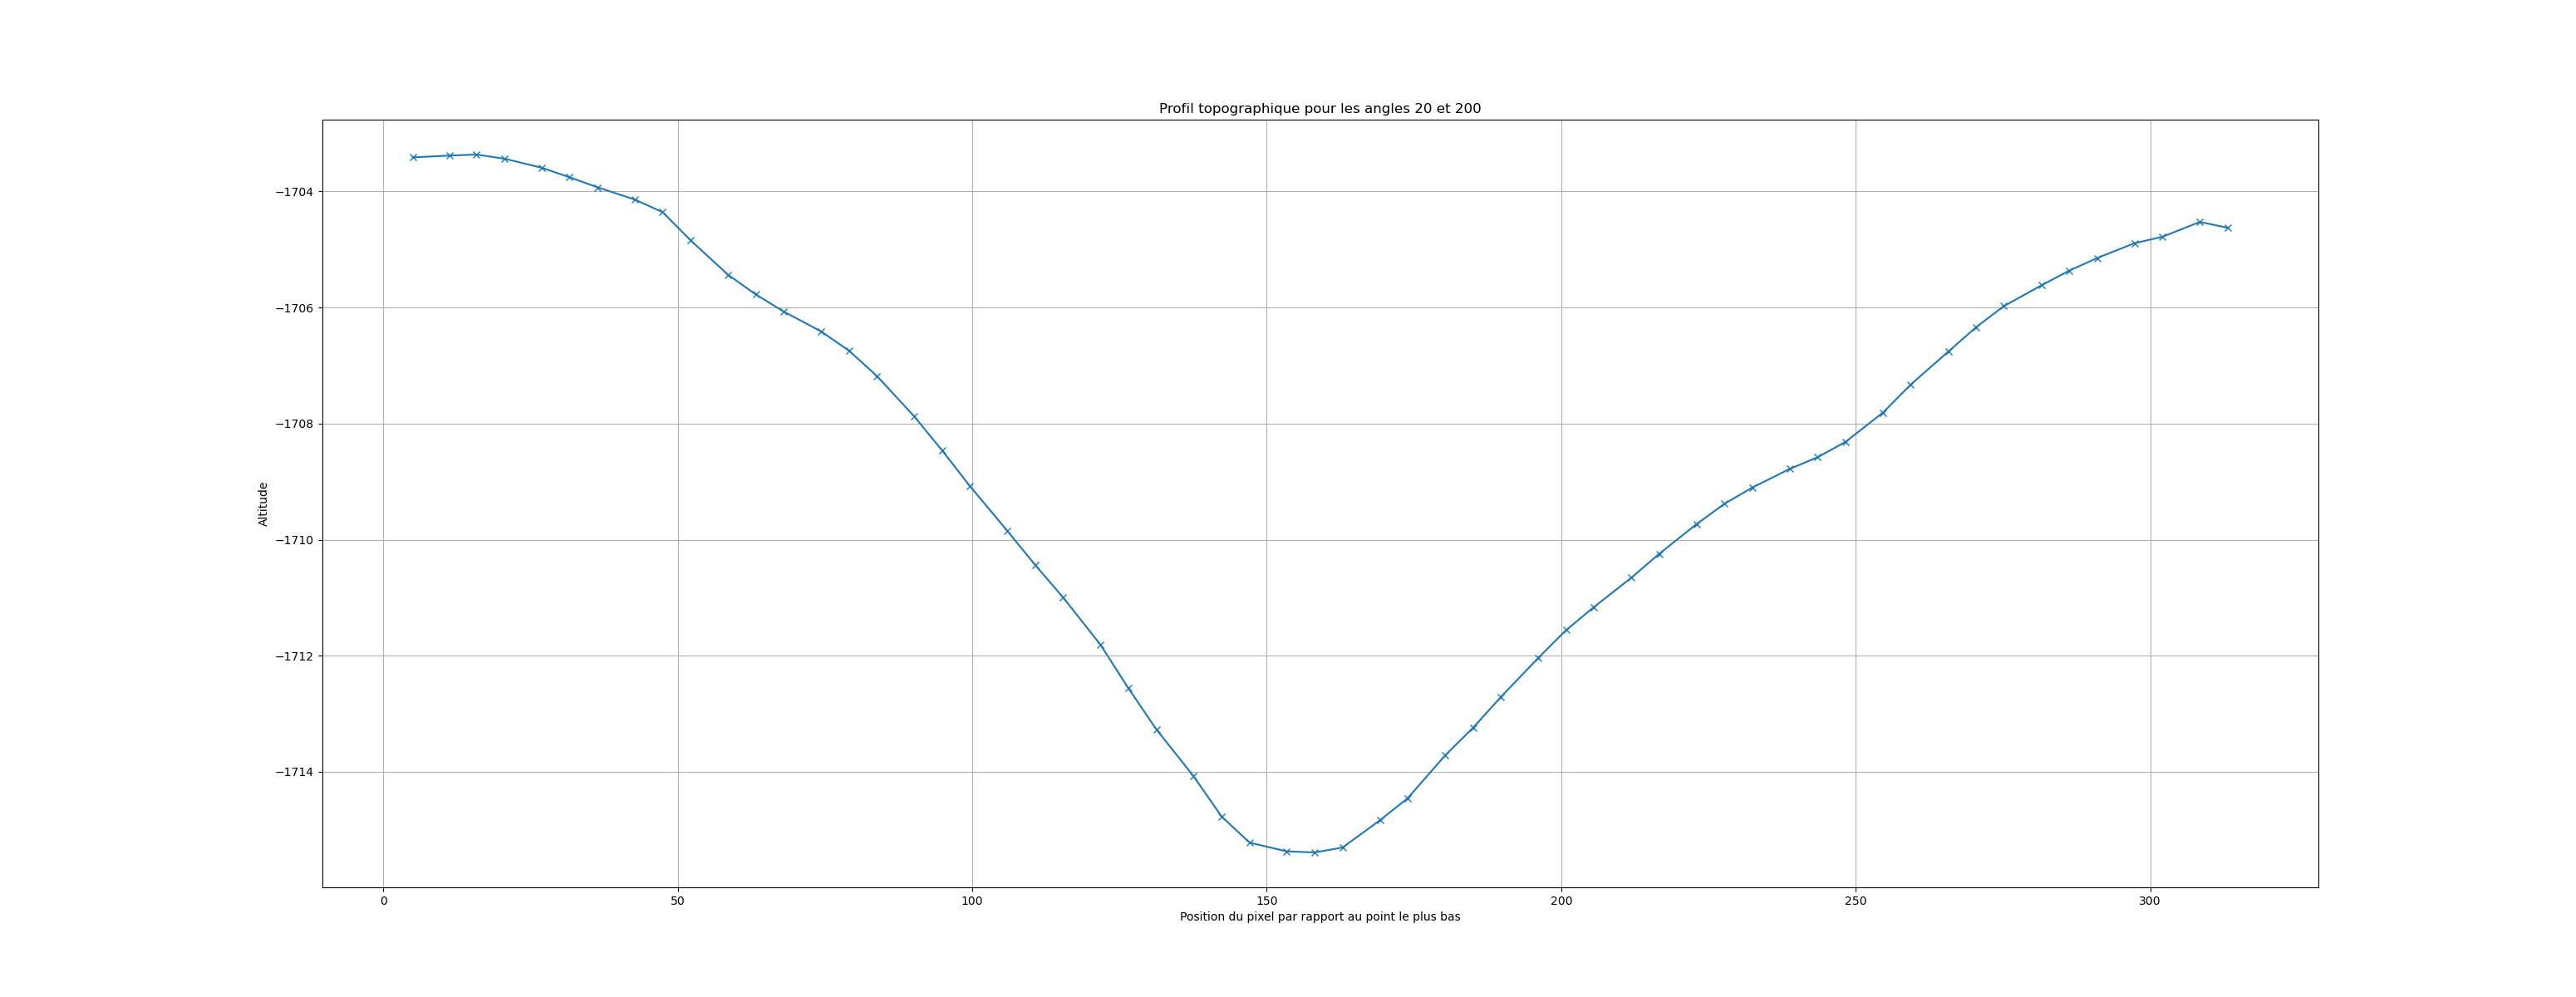 Profil topographique pour les angles 20 et 200
−1704
−1706
−1708
−1710
−1712
−1714
Altitude
0 50 100 150 200 250 300
Position du pixel par rapport au point le plus bas